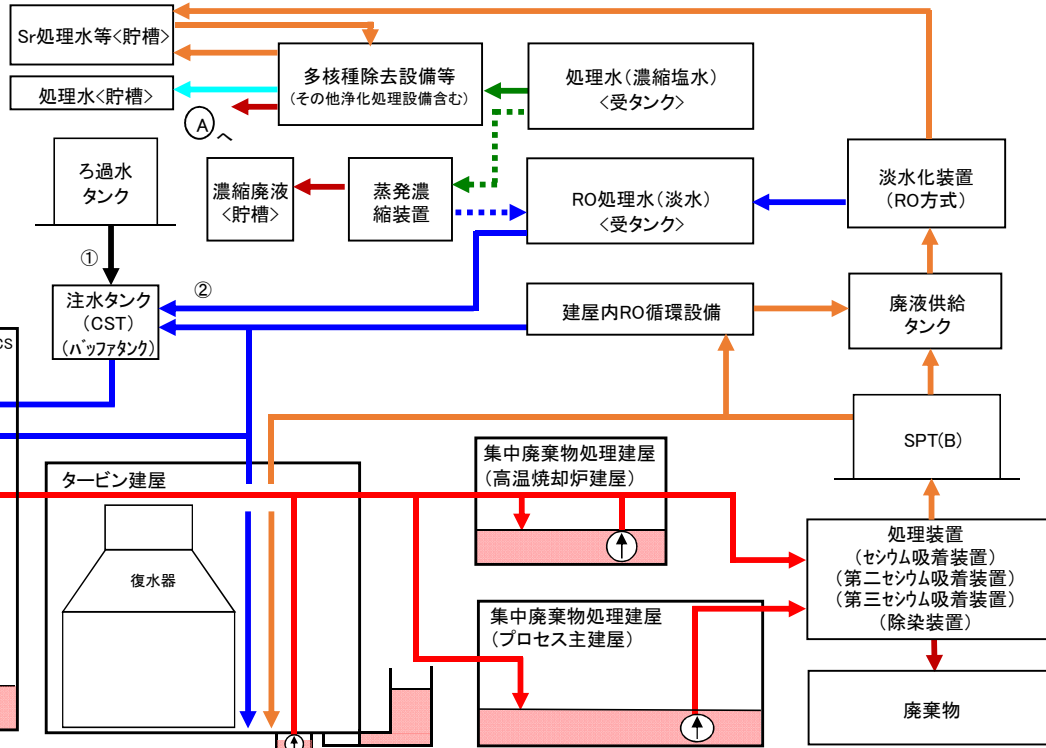 Sr処理水等<貯槽>
処理水<貯槽>
多核種除去設備等
(その他浄化処理設備含む)
処理水(濃縮塩水)
<受タンク>
Aへ
ろ過水
タンク
濃縮廃液
<貯槽>
蒸発濃
縮装置
RO処理水(淡水)
<受タンク>
淡水化装置
(RO方式)
①
②
注水タンク
(CST)
(バッファタンク)
建屋内RO循環設備
廃液供給
タンク
CS
SPT(B)
タービン建屋
復水器
集中廃棄物処理建屋
(高温焼却炉建屋)
集中廃棄物処理建屋
(プロセス主建屋)
処理装置
(セシウム吸着装置)
(第二セシウム吸着装置)
(第三セシウム吸着装置)
(除染装置)
廃棄物